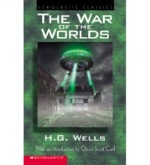 SCHOLASTIC CLASSICS
THE WAR OF THE
WORLDS
H.G. WELLS
With an introduction by Orson Scott Card
SCHOLASTIC